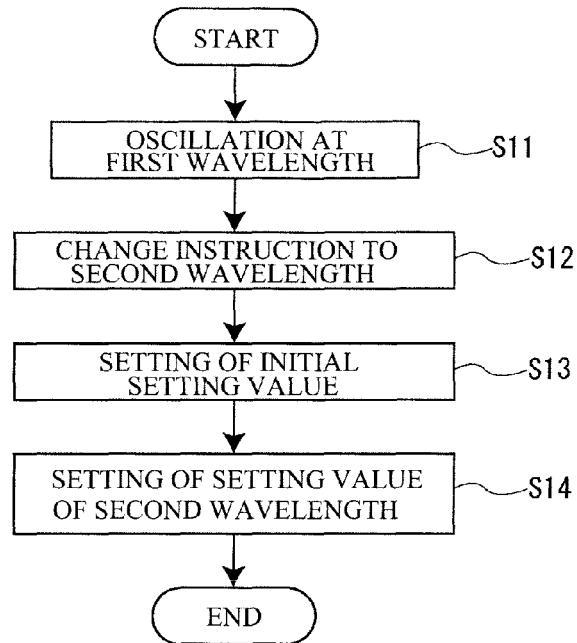 START
OSCILLATION AT
FIRST WAVELENGTH
S11
CHANGE INSTRUCTION TO
SECOND WAVELENGTH
S12
SETTING OF INITIAL
SETTING VALUE
S13
SETTING OF SETTING VALUE
OF SECOND WAVELENGTH
S14
END